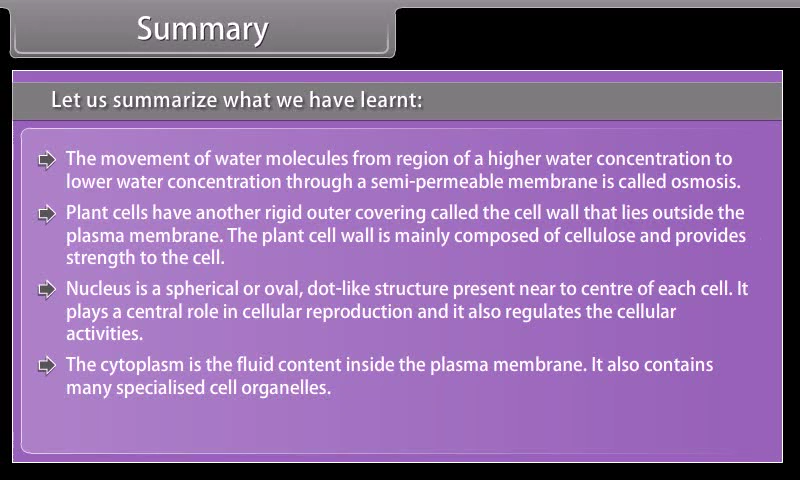 Summary
Let us summarize what we have learnt:
The movement of water molecules from region of a higher water concentration to
lower water concentration through a semi-permeable membrane is called osmosis.
Plant cells have another rigid outer covering called the cell wall that lies outside the
plasma membrane. The plant cell wall is mainly composed of cellulose and provides
strength to the cell.
Nucleus is a spherical or oval, dot-like structure present near to centre of each cell. It
plays a central role in cellular reproduction and it also regulates the cellular
activities.
The cytoplasm is the fluid content inside the plasma membrane. It also contains
many specialised cell organelles.